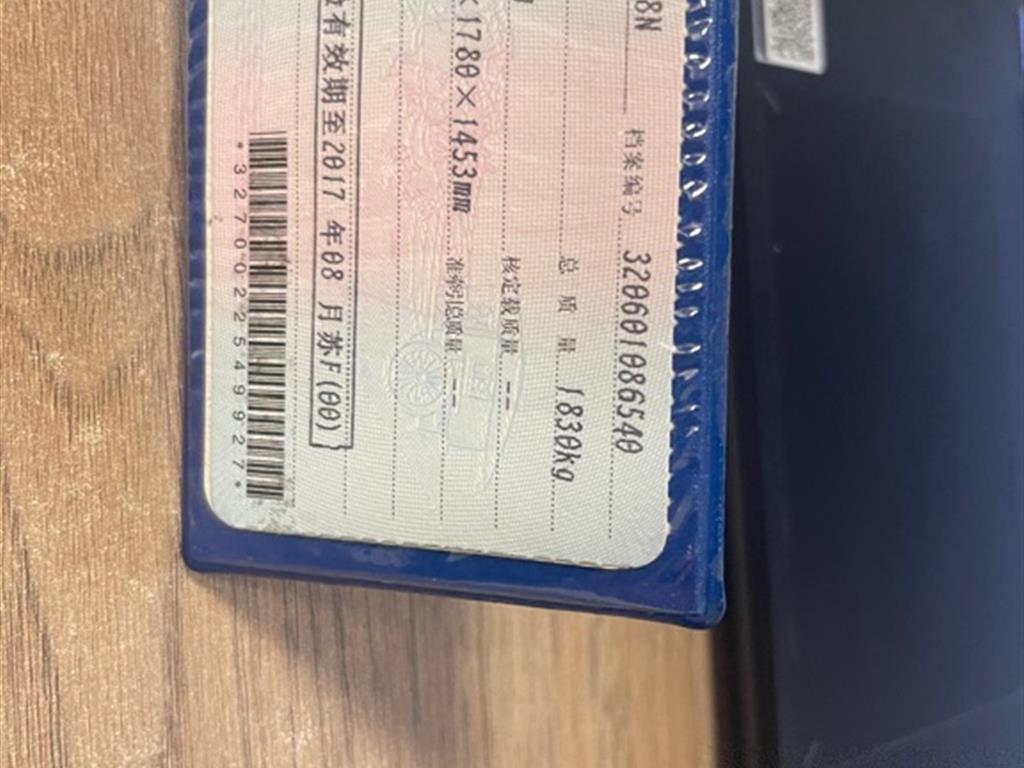 8N
档案编号 320601086540
总质量 1830kg
核定载质量 --
×1780×1453mm 准牵引总质量 --
有效期至2017 年08 月苏F(00)
*3270022549927*